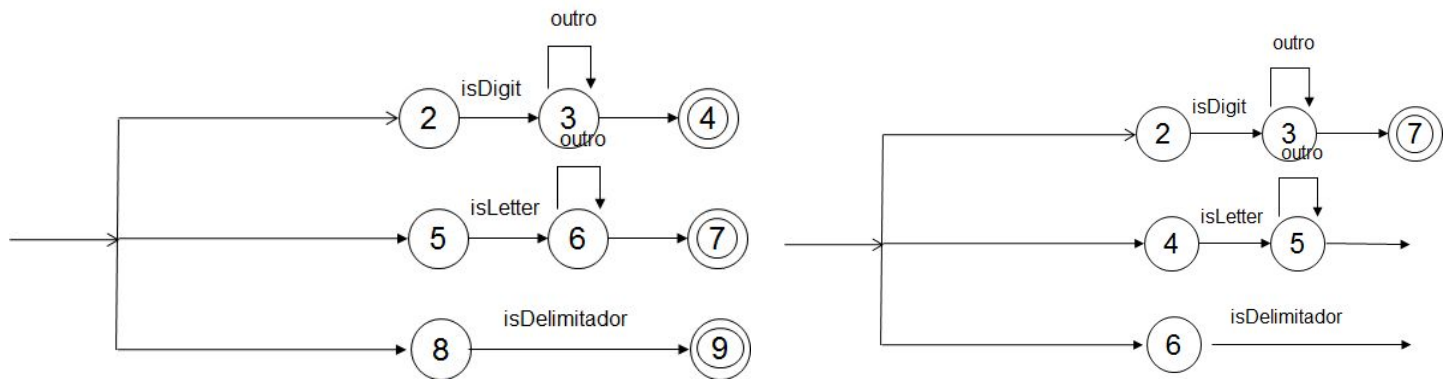 outro
isDigit
2 3 4
outro
isLetter
5 6 7
isDelimitador
8 9
outro
isDigit
2 3 7
outro
isLetter
4 5
isDelimitador
6